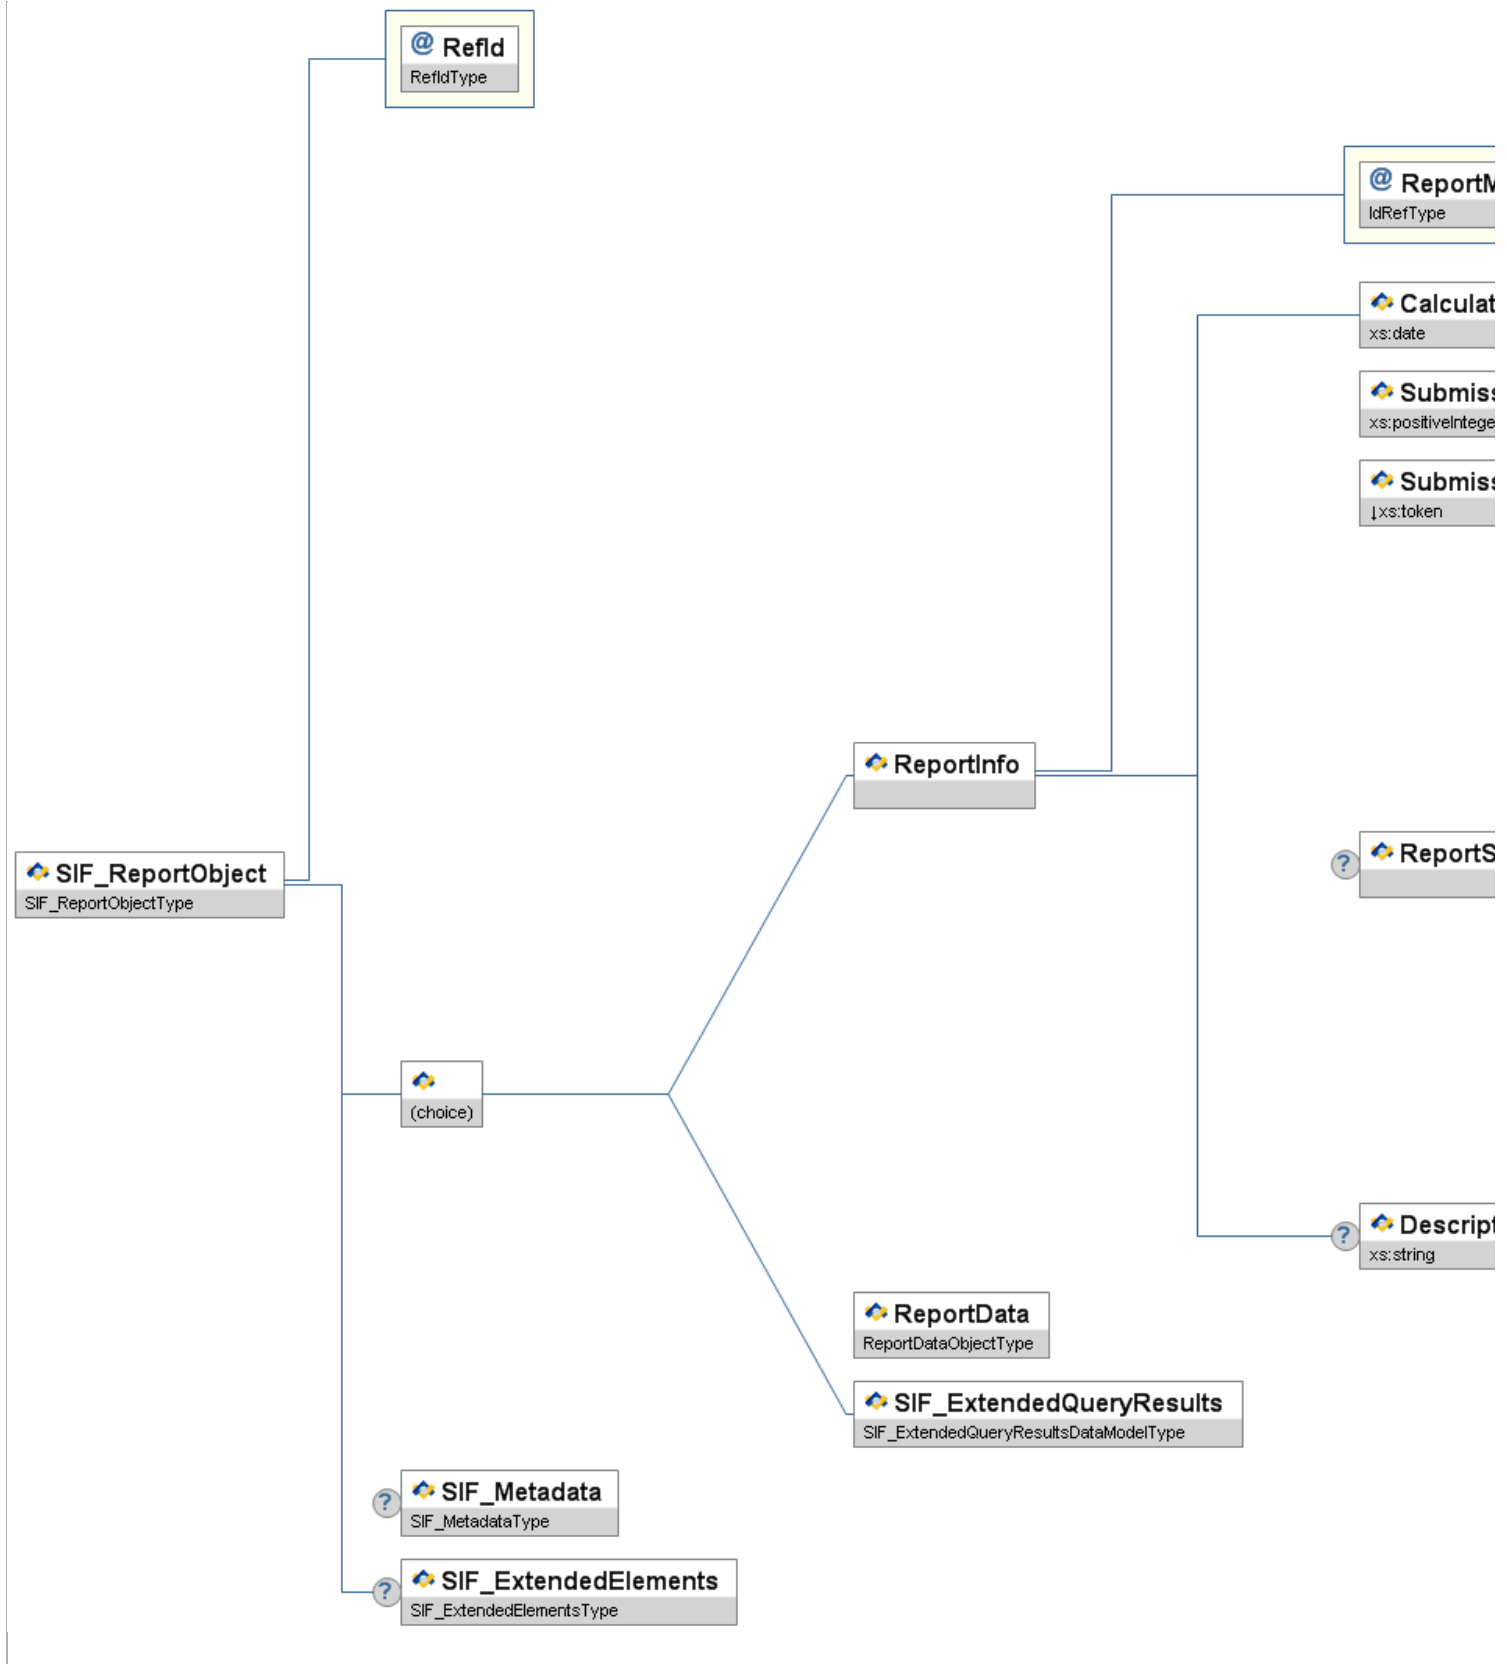 @ RefId
RefIdType
@ ReportM
IdRefType
Calculat
xs:date
Submiss
xs:positiveIntege
Submiss
↓xs:token
ReportInfo
? ReportS
SIF_ReportObject
SIF_ReportObjectType
(choice)
? Descript
xs:string
ReportData
ReportDataObjectType
SIF_ExtendedQueryResults
SIF_ExtendedQueryResultsDataModelType
? SIF_Metadata
SIF_MetadataType
? SIF_ExtendedElements
SIF_ExtendedElementsType